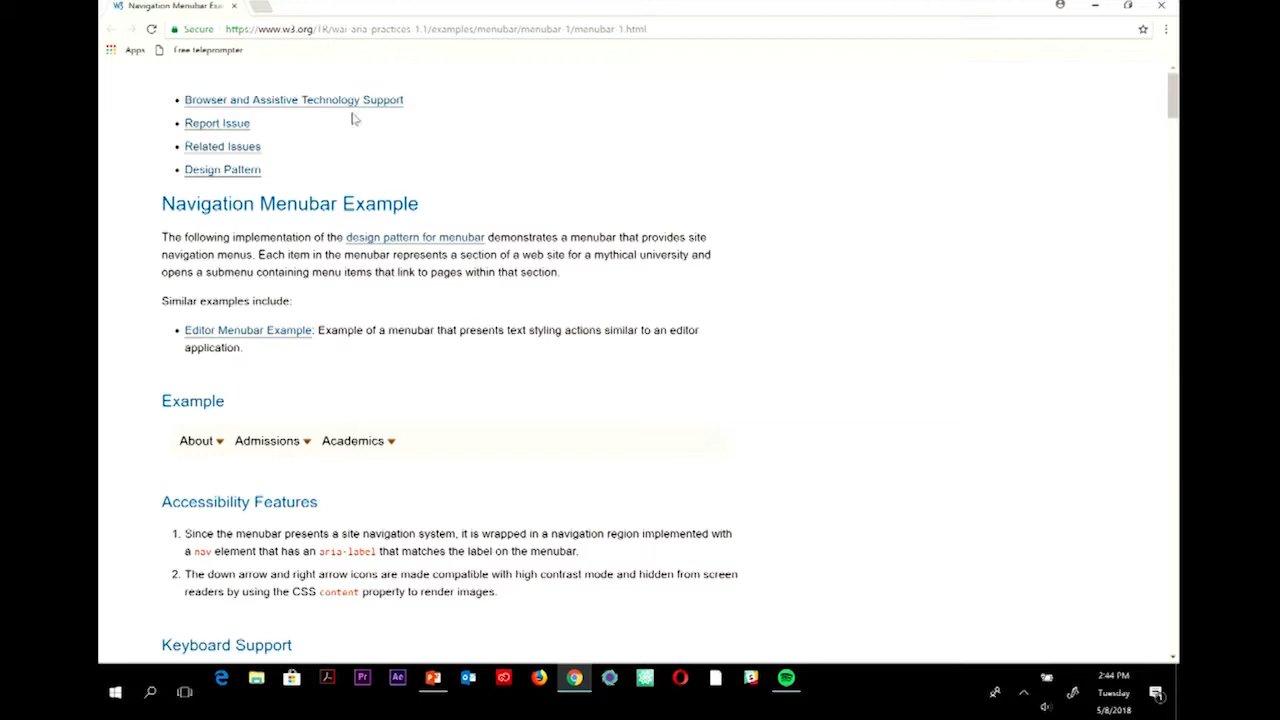 Navigation Menubar Exa
Secure https://www.w3.org/TR/wai-aria-practices-1.1/examples/menubar/menubar-1/menubar-1.html
Apps Free teleprompter
• Browser and Assistive Technology Support
• Report Issue
• Related Issues
• Design Pattern
Navigation Menubar Example
The following implementation of the design pattern for menubar demonstrates a menubar that provides site
navigation menus. Each item in the menubar represents a section of a web site for a mythical university and
opens a submenu containing menu items that link to pages within that section.
Similar examples include:
• Editor Menubar Example: Example of a menubar that presents text styling actions similar to an editor
application.
Example
About Admissions Academics
Accessibility Features
1. Since the menubar presents a site navigation system, it is wrapped in a navigation region implemented with
a nav element that has an aria-label that matches the label on the menubar.
2. The down arrow and right arrow icons are made compatible with high contrast mode and hidden from screen
readers by using the CSS content property to render images.
Keyboard Support
2:44 PM
Tuesday
5/8/2018